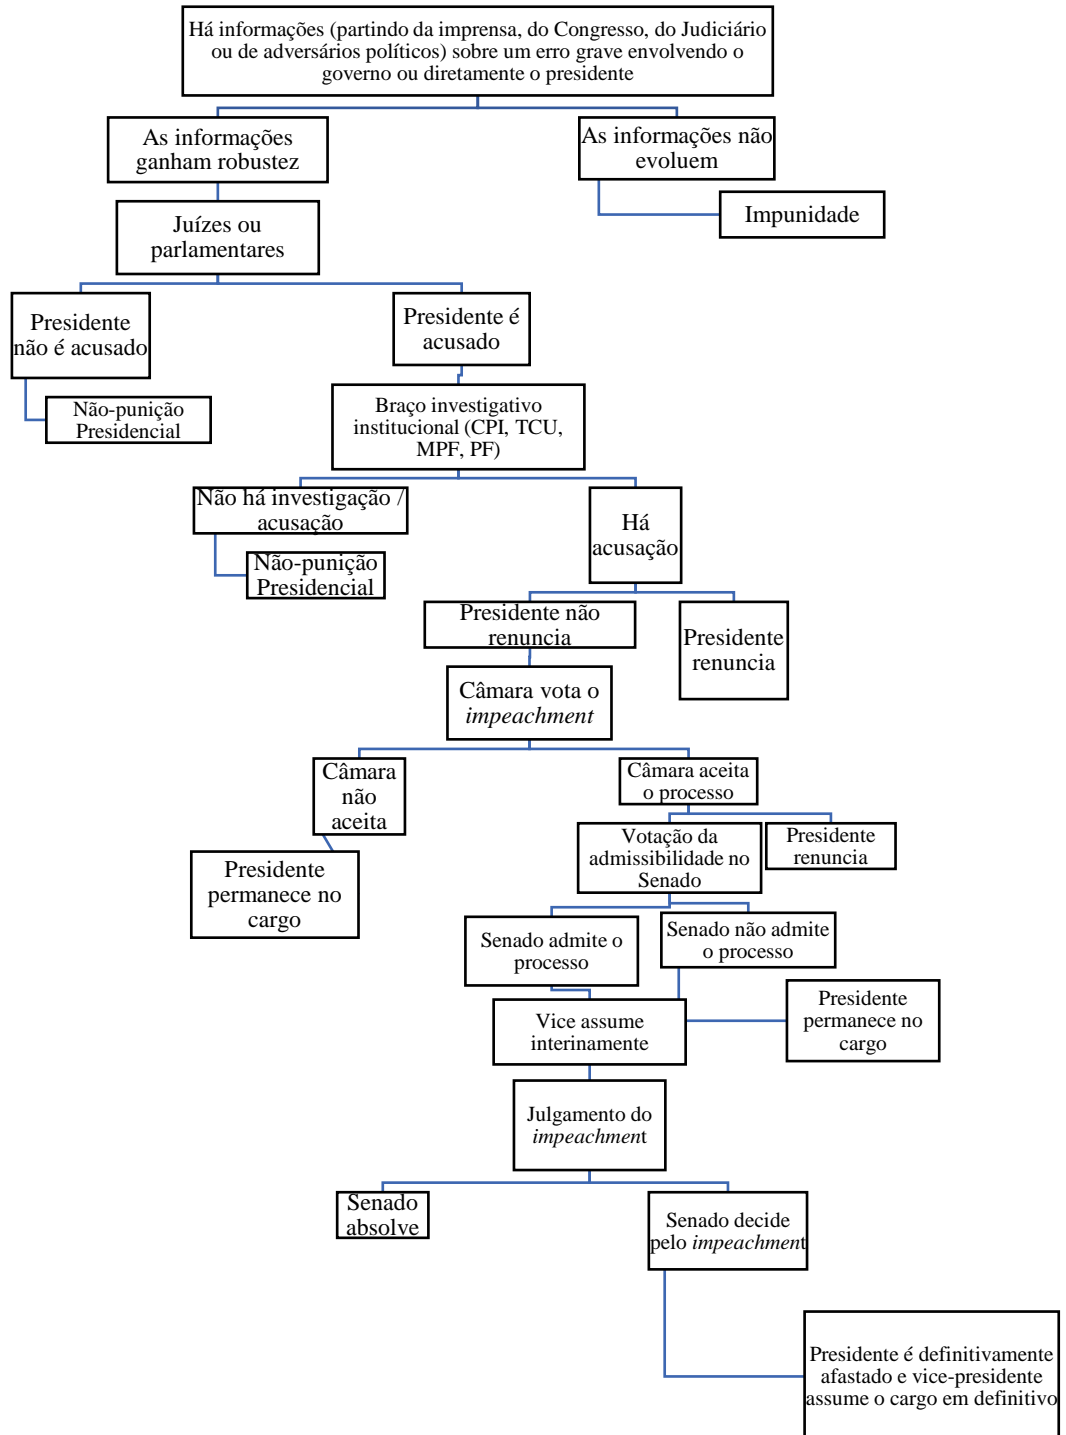 Há informações (partindo da imprensa, do Congresso, do Judiciário
ou de adversários políticos) sobre um erro grave envolvendo o
governo ou diretamente o presidente
As informações
ganham robustez
As informações não
evoluem
Impunidade
Juízes ou
parlamentares
Presidente
não é acusado
Presidente é
acusado
Não-punição
Presidencial
Braço investigativo
institucional (CPI, TCU,
MPF, PF)
Não há investigação /
acusação
Há
acusação
Não-punição
Presidencial
Presidente não
renuncia
Presidente
renuncia
Câmara vota o
impeachment
Câmara
não
aceita
Câmara aceita
o processo
Presidente
permanece no
cargo
Votação da
admissibilidade no
Senado
Presidente
renuncia
Senado admite o
processo
Senado não admite
o processo
Vice assume
interinamente
Presidente
permanece no
cargo
Julgamento do
impeachment
Senado
absolve
Senado decide
pelo impeachment
Presidente é definitivamente
afastado e vice-presidente
assume o cargo em definitivo